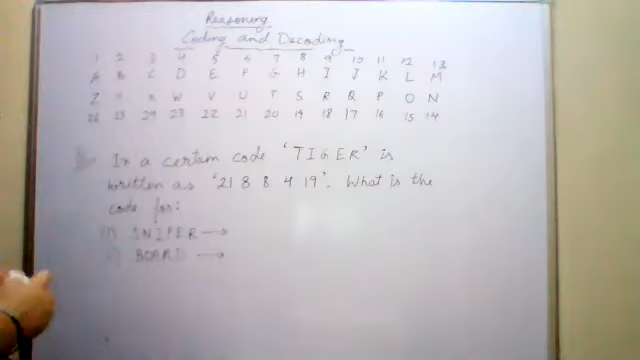 Reasoning
Coding and Decoding
1 2 3 4 5 6 7 8 9 10 11 12 13
A B C D E F G H I J K L M
Z Y X W V U T S R Q P O N
26 25 24 23 22 21 20 19 18 17 16 15 14
In a certain code 'TIGER' is
written as '21 8 8 4 19'. What is the
code for:
(i) SNIPER →
(ii) BOARD →